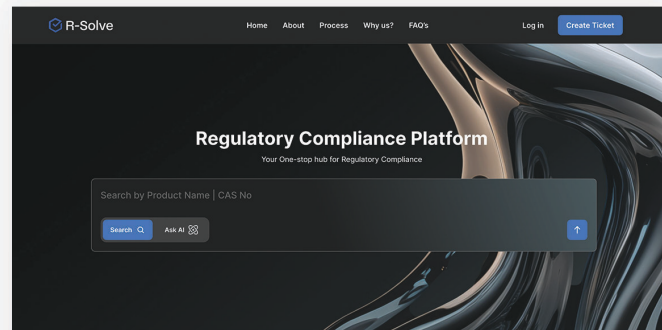 R-Solve
Home About Process Why us? FAQ's
Log in Create Ticket
Regulatory Compliance Platform
Your One-stop hub for Regulatory Compliance
Search by Product Name | CAS No
Search Ask AI